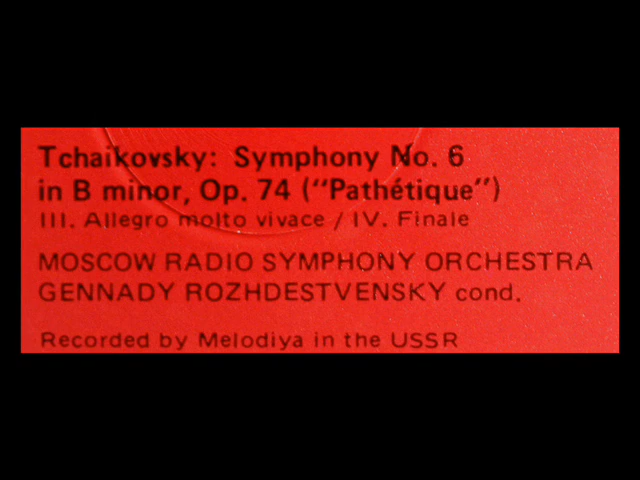 Tchaikovsky: Symphony No. 6
in B minor, Op. 74 ("Pathétique")
III. Allegro molto vivace / IV. Finale
MOSCOW RADIO SYMPHONY ORCHESTRA
GENNADY ROZHDESTVENSKY cond.
Recorded by Melodiya in the USSR